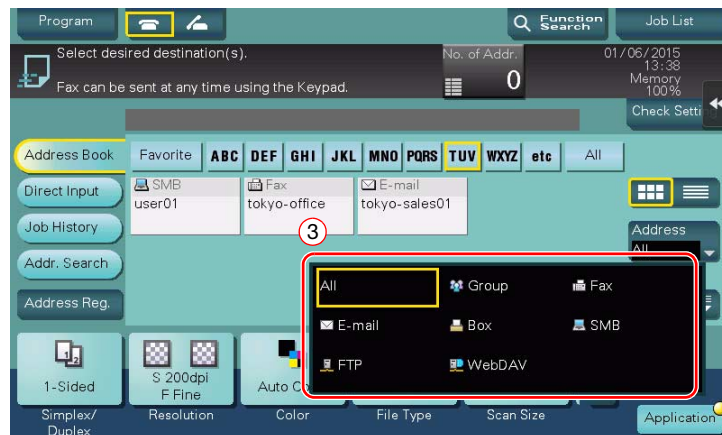 Program
Function Search
Job List
Select desired destination(s).
Fax can be sent at any time using the Keypad.
No. of Addr.
0
01/06/2015
13:38
Memory
100%
Check Setti
Address Book
Favorite ABC DEF GHI JKL MNO PQRS TUV WXYZ etc All
Direct Input
SMB
user01
Fax
tokyo-office
E-mail
tokyo-sales01
Job History
Addr. Search
Address Reg.
Address
All
3
All Group Fax
E-mail Box SMB
FTP WebDAV
1-Sided
S 200dpi
F Fine
Auto Co
Simplex/
Duplex
Resolution
Color
File Type
Scan Size
Application